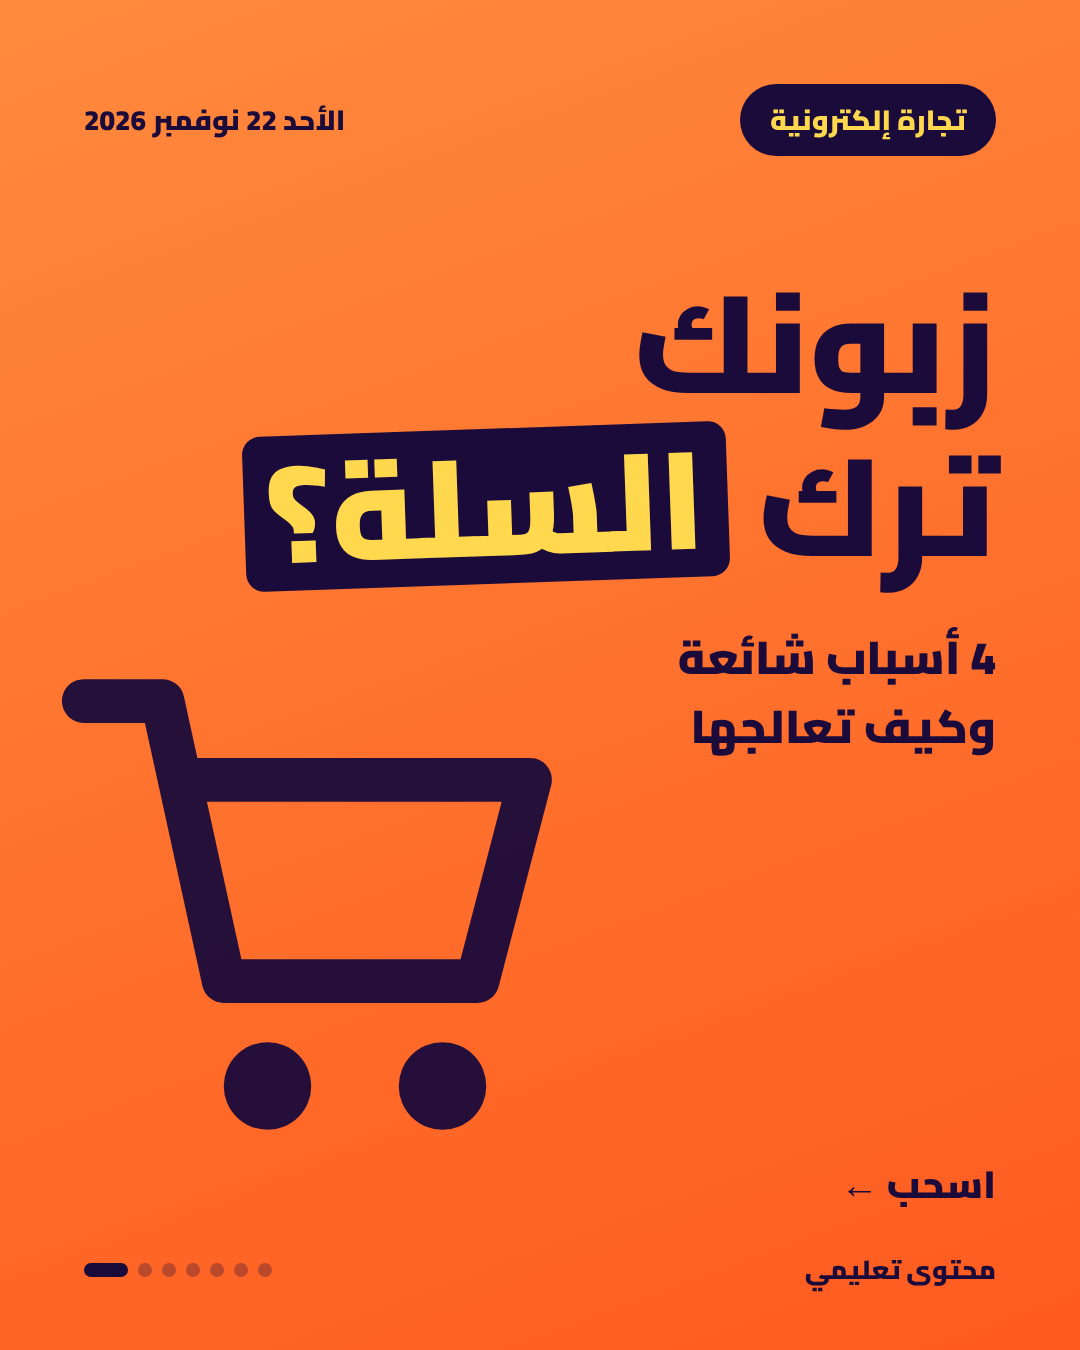 تجارة إلكترونية
الأحد 22 نوفمبر 2026
زبونك
ترك السلة؟
4 أسباب شائعة
وكيف تعالجها
اسحب ←
محتوى تعليمي